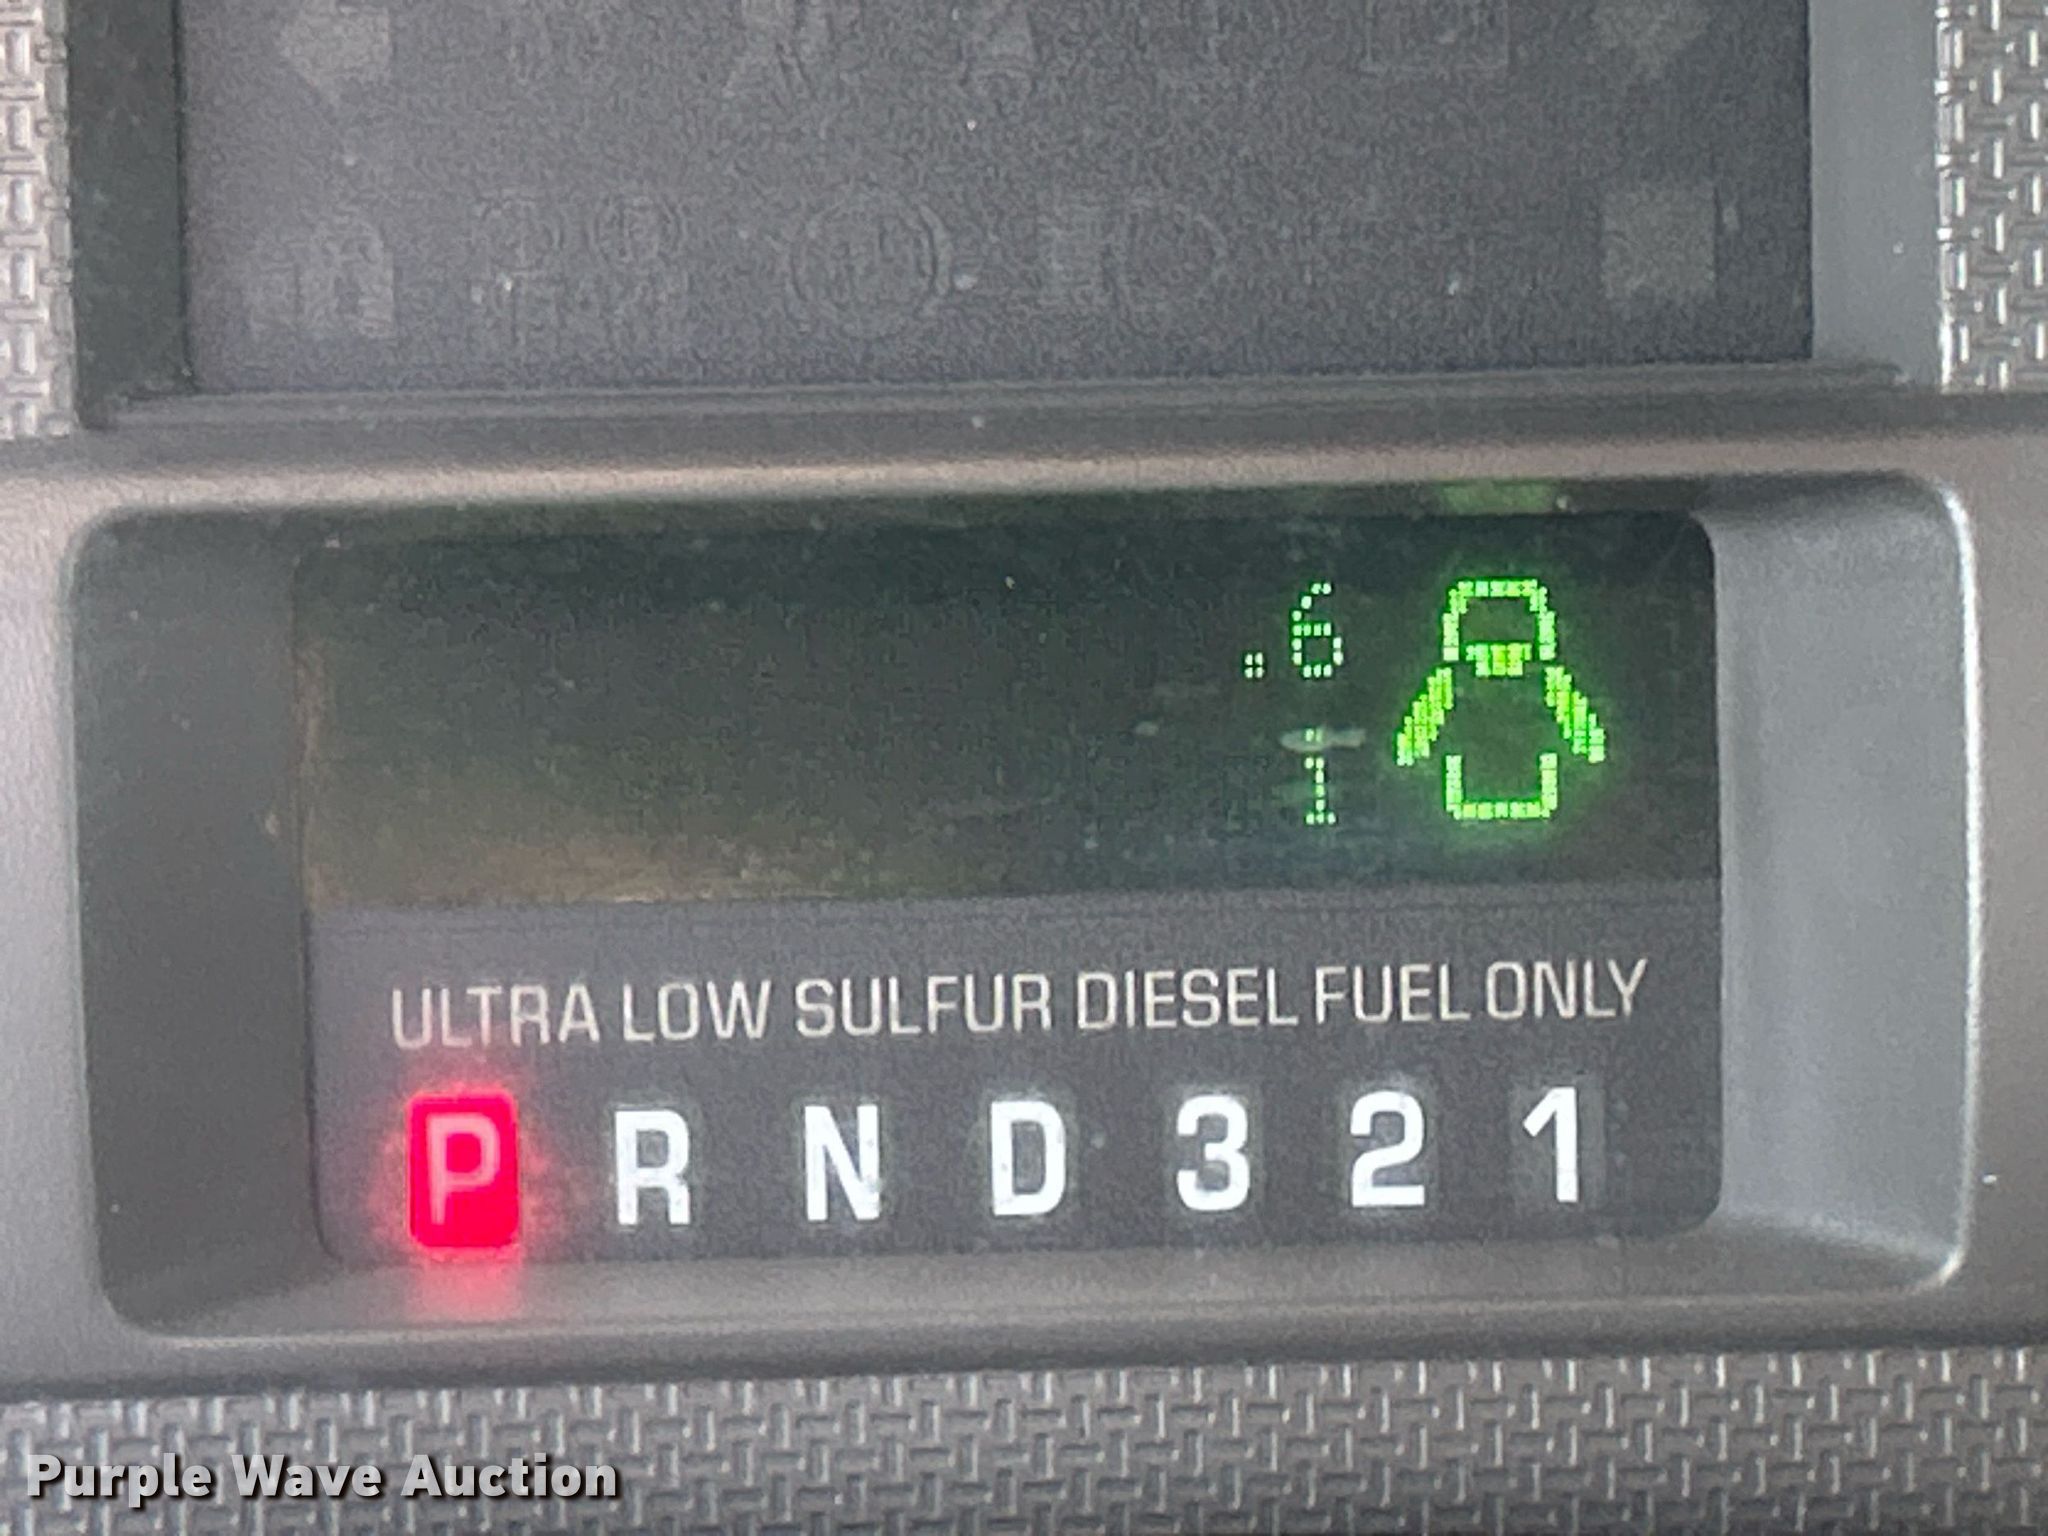 .6
1
ULTRA LOW SULFUR DIESEL FUEL ONLY
P R N D 3 2 1
Purple Wave Auction